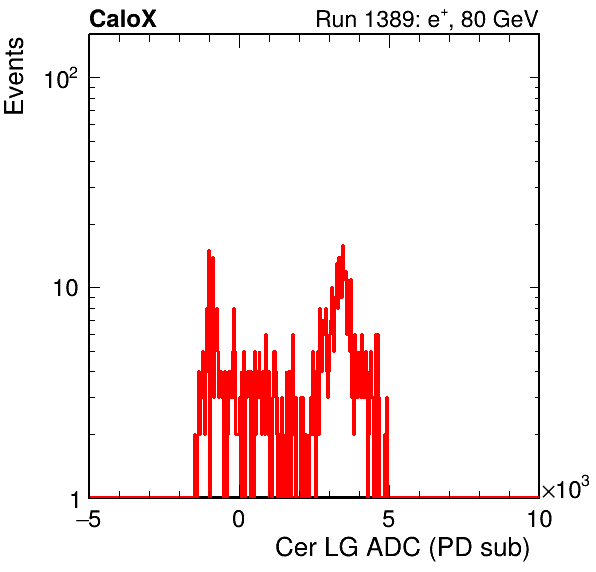 CaloX Run 1389: e⁺, 80 GeV
Events
10²
10
1
−5 0 5 10
×10³
Cer LG ADC (PD sub)